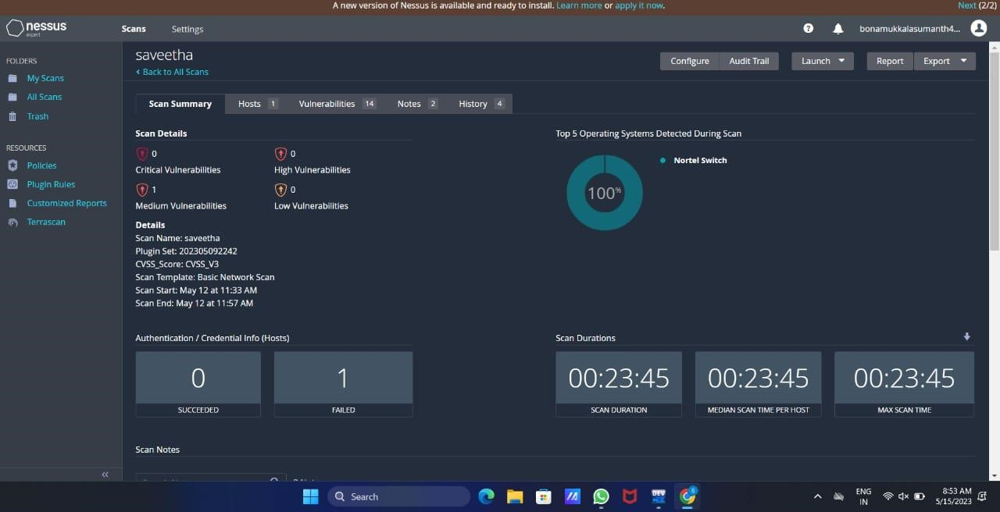 A new version of Nessus is available and ready to install. Learn more or apply it now.
Next (2/2)
nessus
expert
Scans
Settings
bonamukkalasumanth4...
FOLDERS
My Scans
All Scans
Trash
RESOURCES
Policies
Plugin Rules
Customized Reports
Terrascan
saveetha
< Back to All Scans
Configure
Audit Trail
Launch
Report
Export
Scan Summary
Hosts 1
Vulnerabilities 14
Notes 2
History 4
Scan Details
0
Critical Vulnerabilities
0
High Vulnerabilities
1
Medium Vulnerabilities
0
Low Vulnerabilities
Details
Scan Name: saveetha
Plugin Set: 202305092242
CVSS_Score: CVSS_V3
Scan Template: Basic Network Scan
Scan Start: May 12 at 11:33 AM
Scan End: May 12 at 11:57 AM
Top 5 Operating Systems Detected During Scan
100%
Nortel Switch
Authentication / Credential Info (Hosts)
0
SUCCEEDED
1
FAILED
Scan Durations
00:23:45
SCAN DURATION
00:23:45
MEDIAN SCAN TIME PER HOST
00:23:45
MAX SCAN TIME
Scan Notes
Search
DEV
5
ENG
IN
8:53 AM
5/15/2023